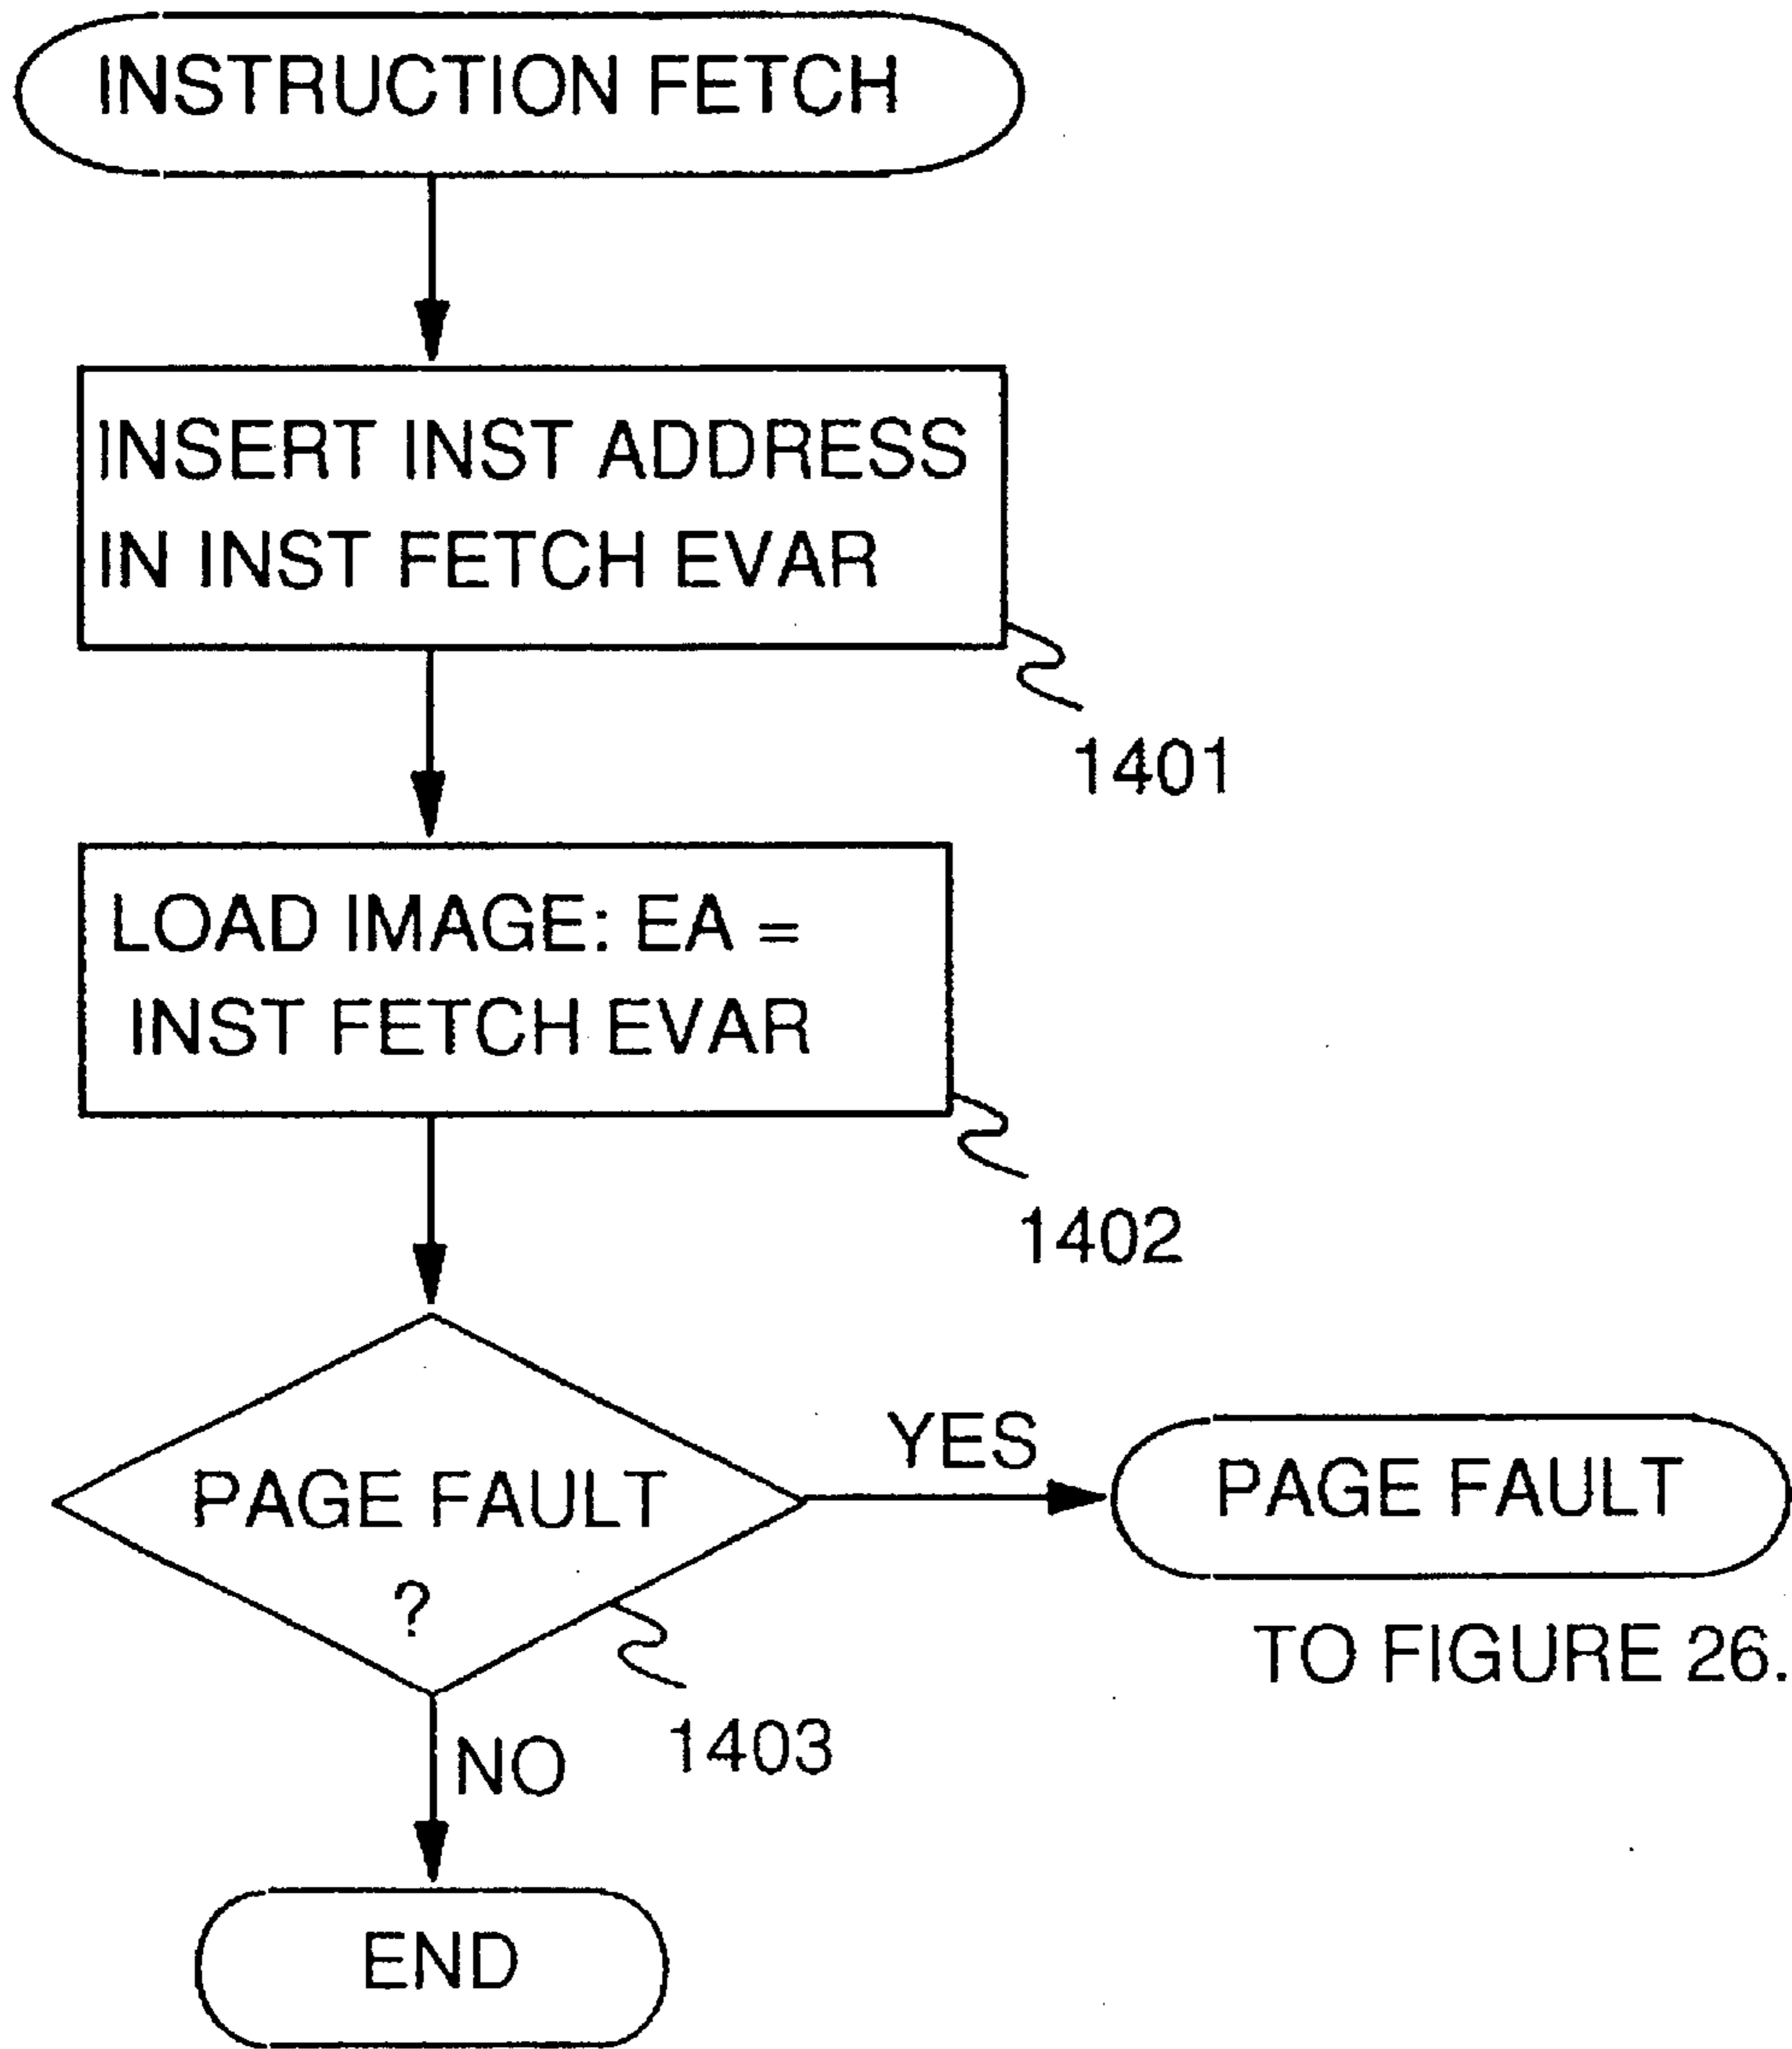 INSTRUCTION FETCH
INSERT INST ADDRESS
IN INST FETCH EVAR
1401
LOAD IMAGE: EA =
INST FETCH EVAR
1402
PAGE FAULT
?
YES
PAGE FAULT
TO FIGURE 26.
1403
NO
END